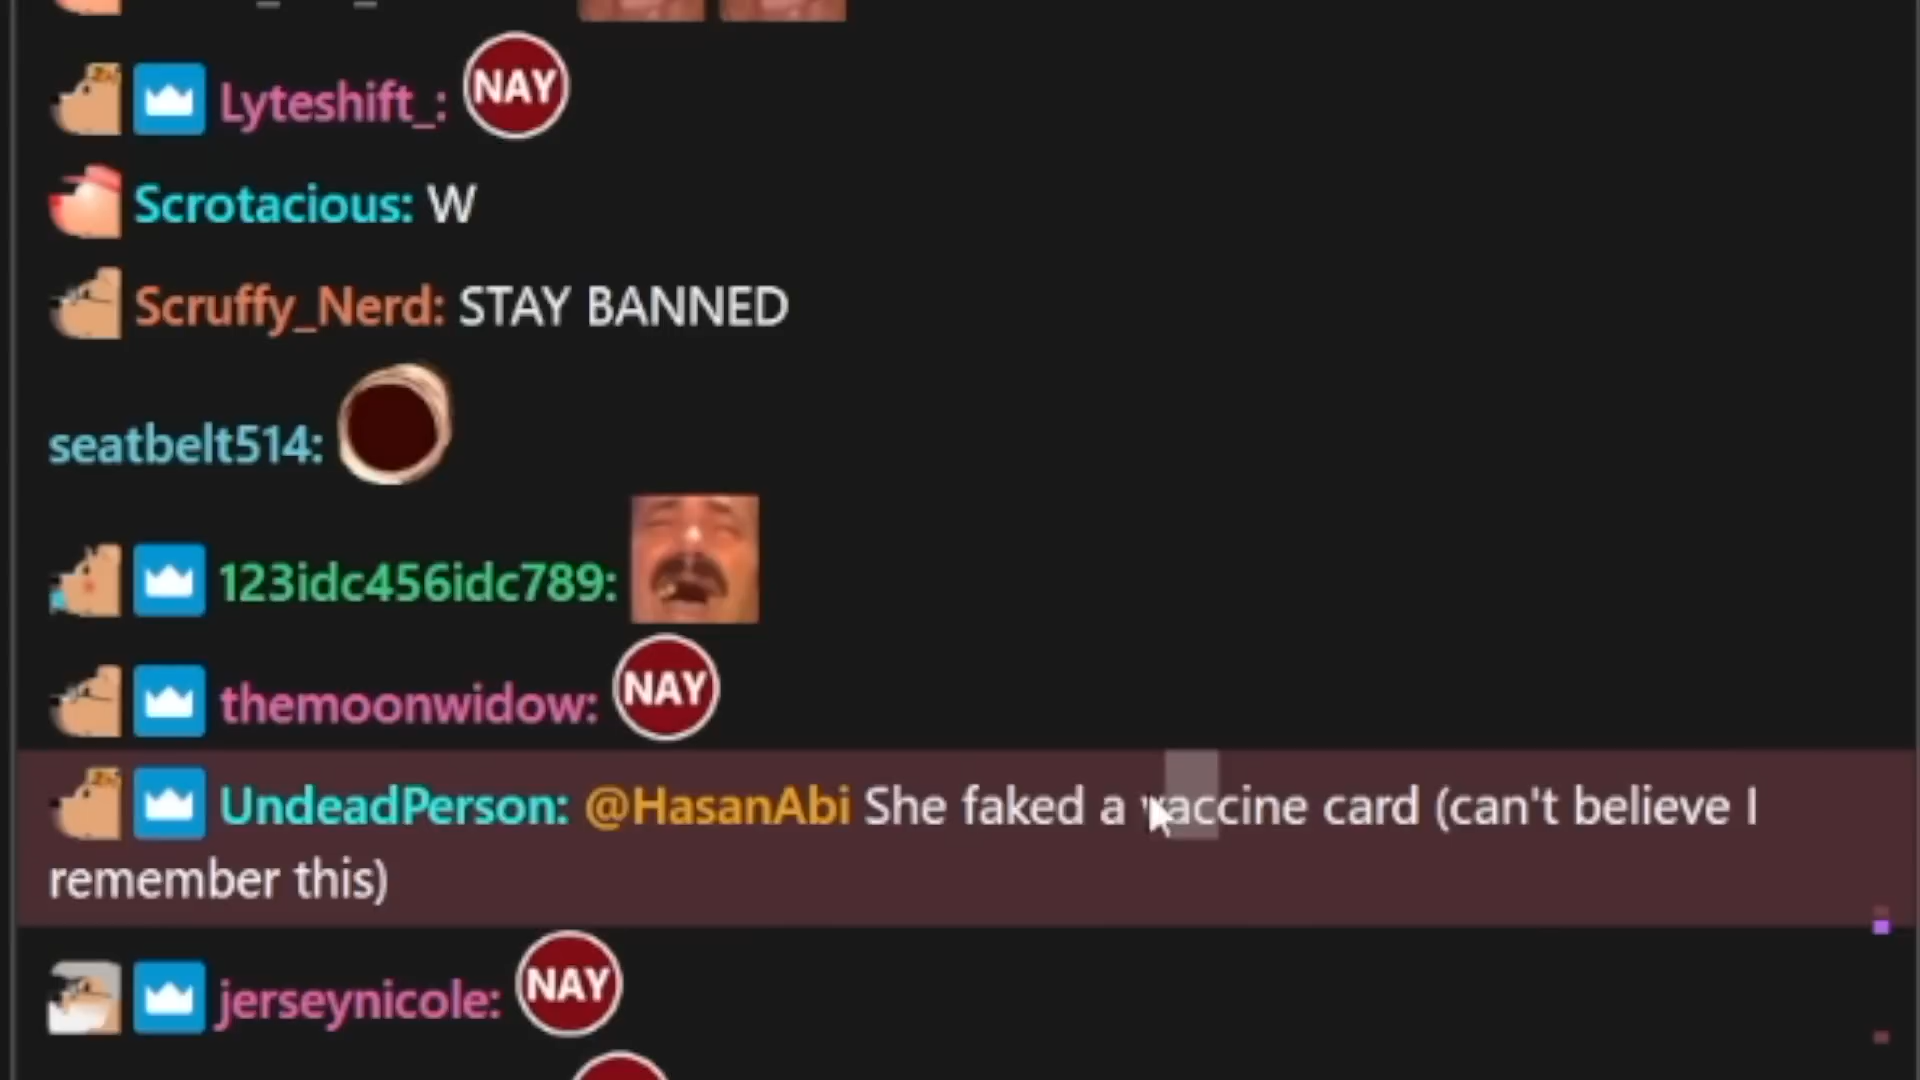 Lyteshift_: NAY
Scrotacious: W
Scruffy_Nerd: STAY BANNED
seatbelt514:
123idc456idc789:
themoonwidow: NAY
UndeadPerson: @HasanAbi She faked a vaccine card (can't believe I
remember this)
jerseynicole: NAY